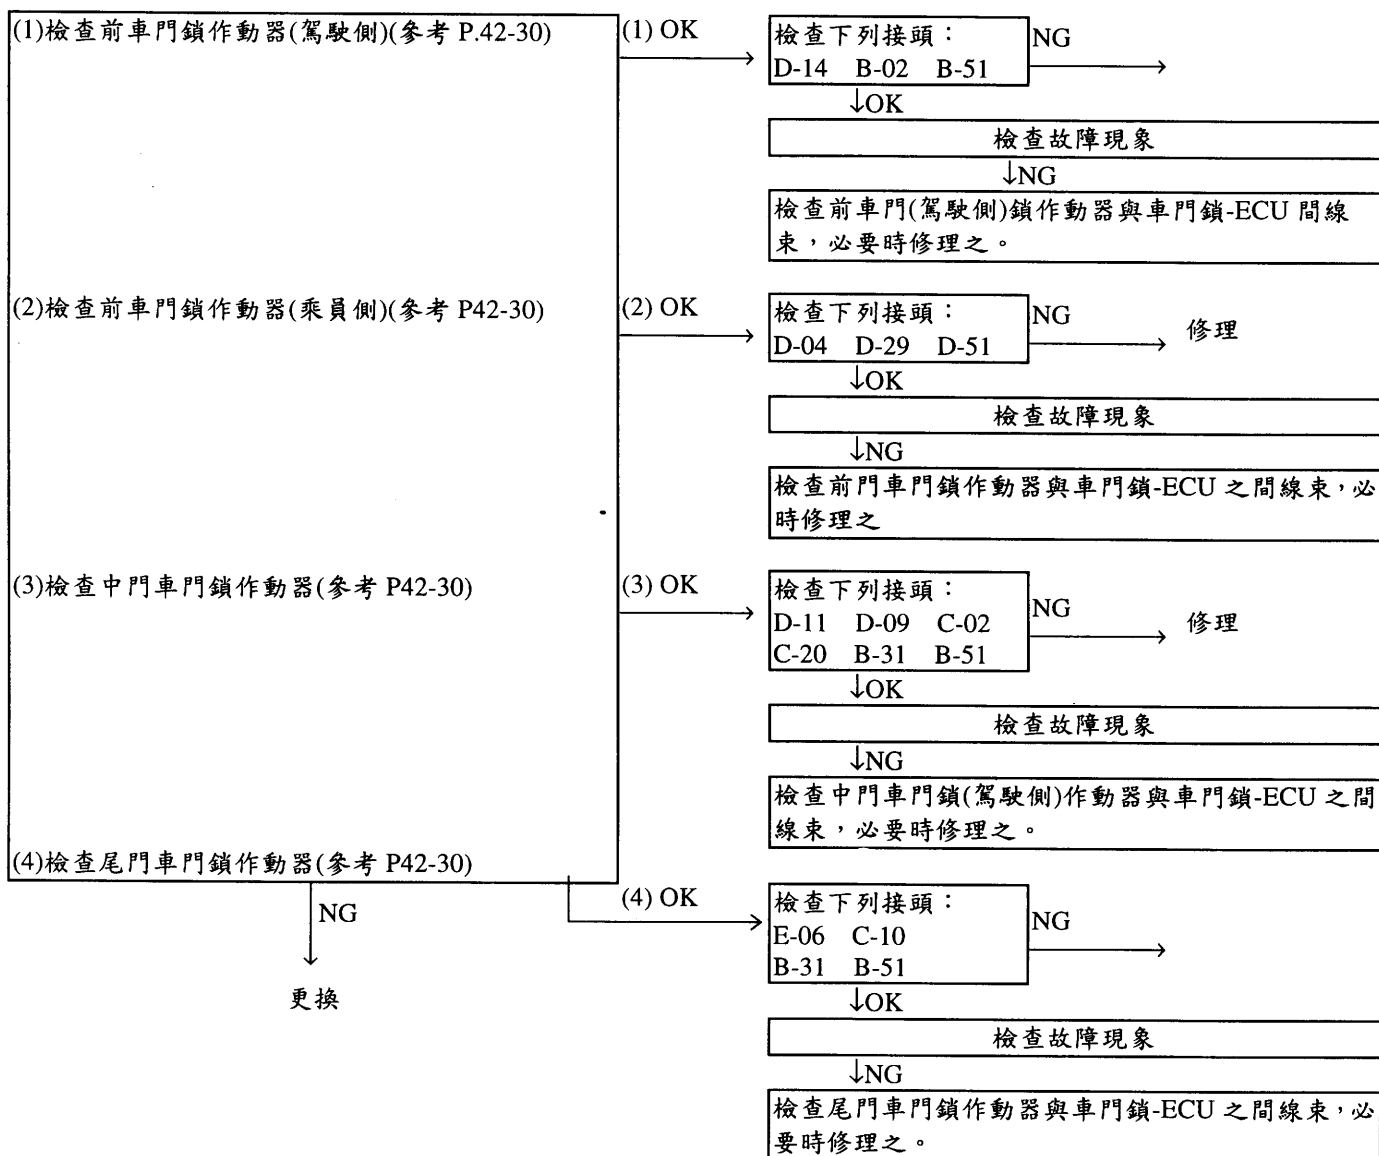 (1)檢查前車門鎖作動器(駕駛側)(參考 P.42-30)
(1) OK
檢查下列接頭：
D-14 B-02 B-51
NG
↓OK
檢查故障現象
↓NG
檢查前車門(駕駛側)鎖作動器與車門鎖-ECU 間線
束，必要時修理之。
(2)檢查前車門鎖作動器(乘員側)(參考 P42-30)
(2) OK
檢查下列接頭：
D-04 D-29 D-51
NG
修理
↓OK
檢查故障現象
↓NG
檢查前門車門鎖作動器與車門鎖-ECU 之間線束，必
時修理之
(3)檢查中門車門鎖作動器(參考 P42-30)
(3) OK
檢查下列接頭：
D-11 D-09 C-02
C-20 B-31 B-51
NG
修理
↓OK
檢查故障現象
↓NG
檢查中門車門鎖(駕駛側)作動器與車門鎖-ECU 之間
線束，必要時修理之。
(4)檢查尾門車門鎖作動器(參考 P42-30)
NG
更換
(4) OK
檢查下列接頭：
E-06 C-10
B-31 B-51
NG
↓OK
檢查故障現象
↓NG
檢查尾門車門鎖作動器與車門鎖-ECU 之間線束，必
要時修理之。